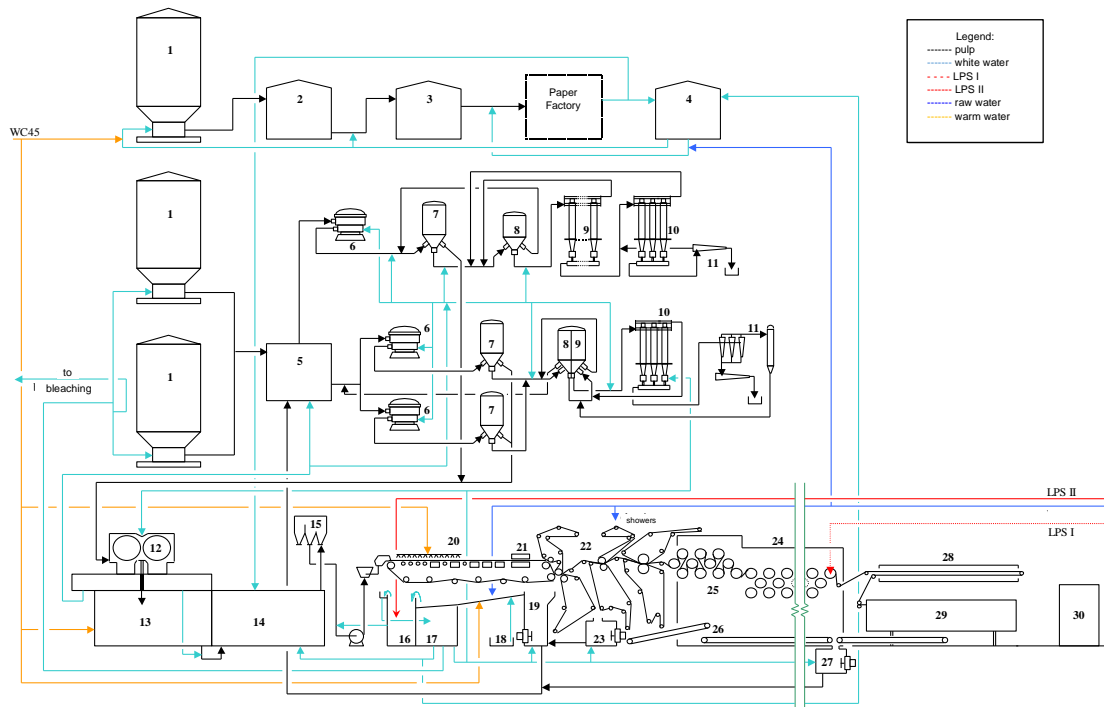 Legend:
pulp
white water
LPS I
LPS II
raw water
warm water
1
2
3
Paper
Factory
4
WC45
1
6
7
8
9
10
11
1
5
6
7
8 9
10
11
6
7
to
bleaching
LPS II
showers
LPS I
12
15
20
21
22
24
28
13
14
16
17
18
19
23
25
26
27
29
30